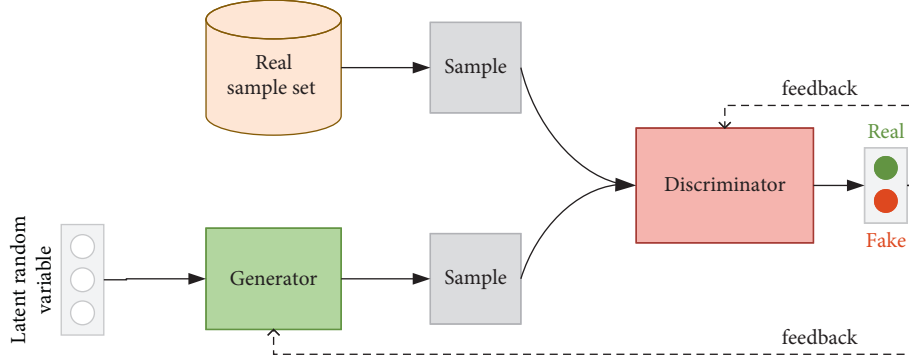 Real
sample set
Sample
feedback
Real
Discriminator
Fake
Latent random
variable
Generator
Sample
feedback